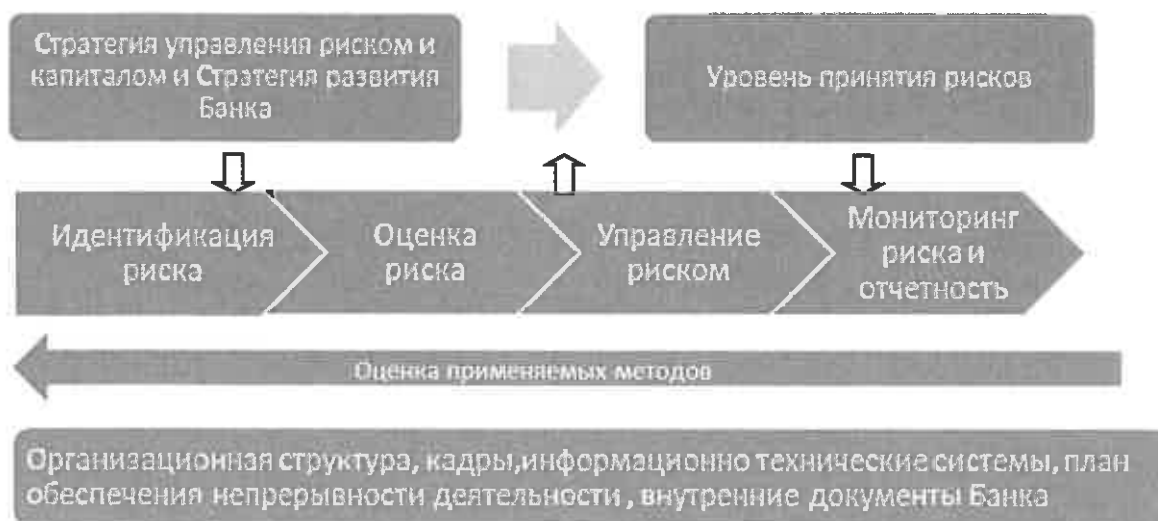 Стратегия управления риском и
капиталом и Стратегия развития
Банка
Уровень принятия рисков
Идентификация
риска
Оценка
риска
Управление
риском
Мониторинг
риска и
отчетность
Оценка применяемых методов
Организационная структура, кадры,информационно технические системы, план
обеспечения непрерывности деятельности , внутренние документы Банка